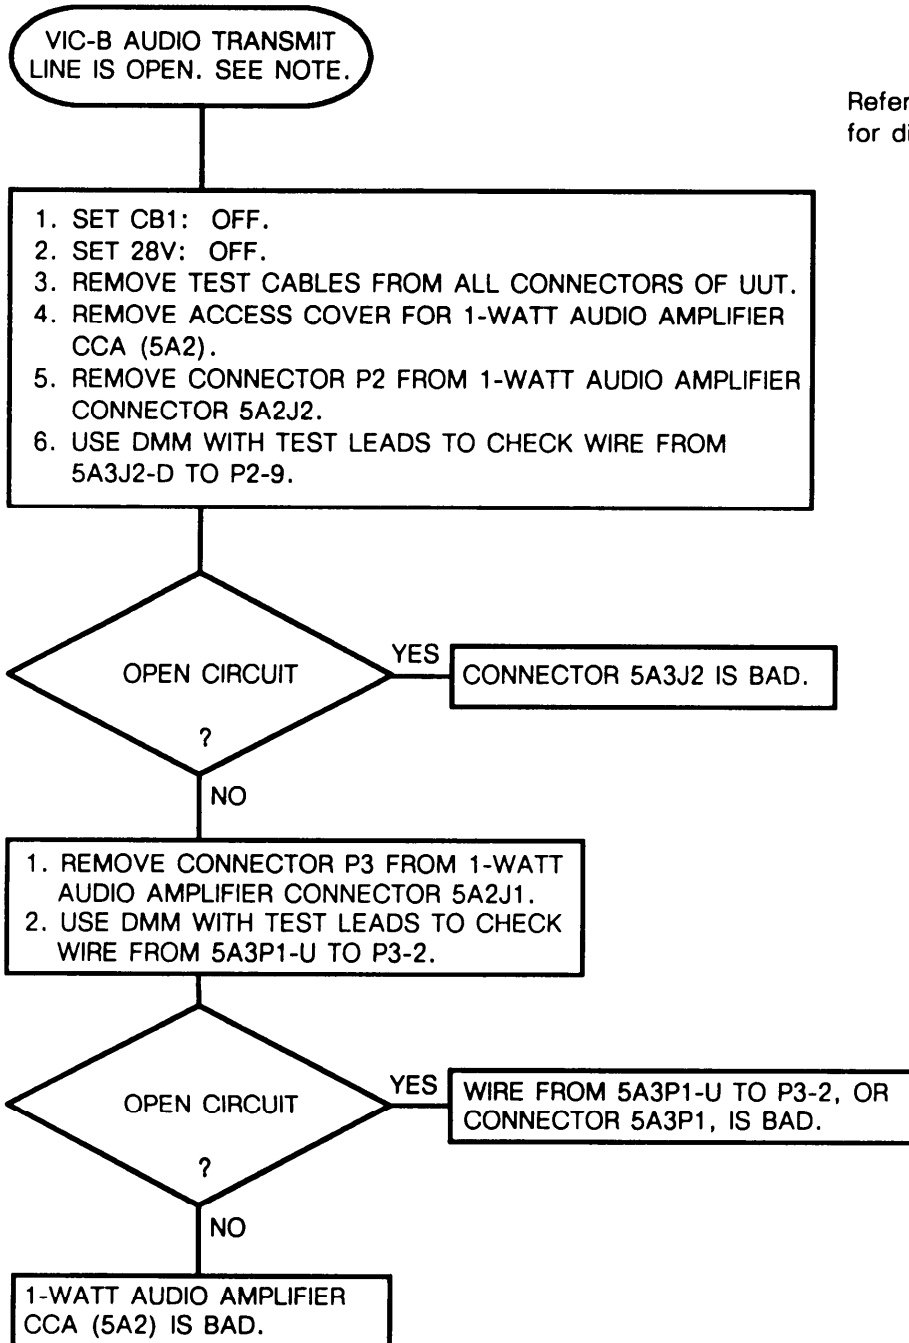 VIC-B AUDIO TRANSMIT
LINE IS OPEN. SEE NOTE.
Refer
for di
1. SET CB1: OFF.
2. SET 28V: OFF.
3. REMOVE TEST CABLES FROM ALL CONNECTORS OF UUT.
4. REMOVE ACCESS COVER FOR 1-WATT AUDIO AMPLIFIER
CCA (5A2).
5. REMOVE CONNECTOR P2 FROM 1-WATT AUDIO AMPLIFIER
CONNECTOR 5A2J2.
6. USE DMM WITH TEST LEADS TO CHECK WIRE FROM
5A3J2-D TO P2-9.
OPEN CIRCUIT
?
YES
CONNECTOR 5A3J2 IS BAD.
NO
1. REMOVE CONNECTOR P3 FROM 1-WATT
AUDIO AMPLIFIER CONNECTOR 5A2J1.
2. USE DMM WITH TEST LEADS TO CHECK
WIRE FROM 5A3P1-U TO P3-2.
OPEN CIRCUIT
?
YES
WIRE FROM 5A3P1-U TO P3-2, OR
CONNECTOR 5A3P1, IS BAD.
NO
1-WATT AUDIO AMPLIFIER
CCA (5A2) IS BAD.